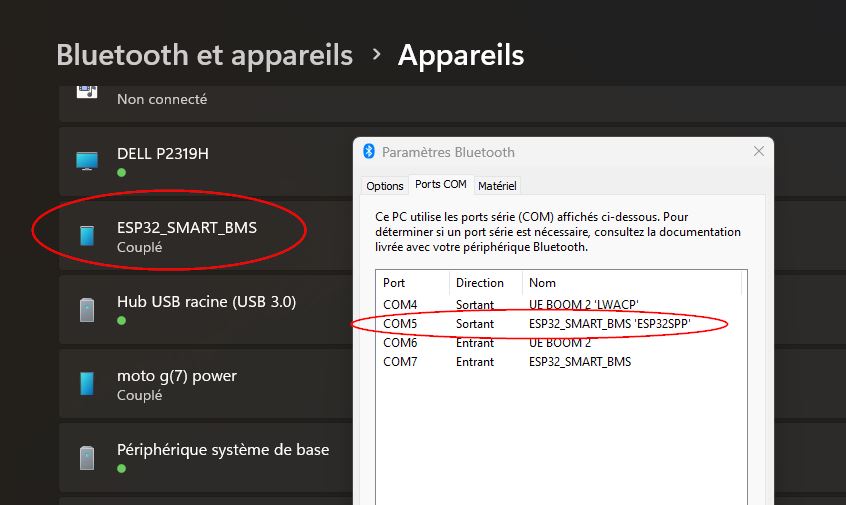 Bluetooth et appareils > Appareils
Non connecté
DELL P2319H
ESP32_SMART_BMS
Couplé
Hub USB racine (USB 3.0)
moto g(7) power
Couplé
Périphérique système de base
Paramètres Bluetooth
Options Ports COM Matériel
Ce PC utilise les ports série (COM) affichés ci-dessous. Pour
déterminer si un port série est nécessaire, consultez la documentation
livrée avec votre périphérique Bluetooth.
Port Direction Nom
COM4 Sortant UE BOOM 2 'LWACP'
COM5 Sortant ESP32_SMART_BMS 'ESP32SPP'
COM6 Entrant UE BOOM 2
COM7 Entrant ESP32_SMART_BMS